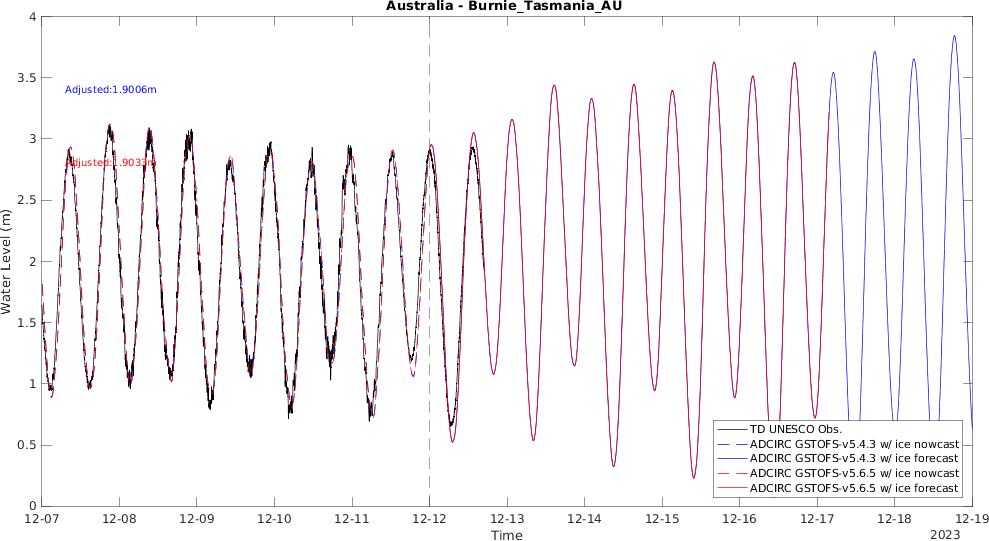 Australia - Burnie_Tasmania_AU
4
3.5
3
2.5
2
1.5
1
0.5
0
Water Level (m)
Adjusted:1.9006m
Adjusted:1.9033m
TD UNESCO Obs.
ADCIRC GSTOFS-v5.4.3 w/ ice nowcast
ADCIRC GSTOFS-v5.4.3 w/ ice forecast
ADCIRC GSTOFS-v5.6.5 w/ ice nowcast
ADCIRC GSTOFS-v5.6.5 w/ ice forecast
12-07 12-08 12-09 12-10 12-11 12-12 12-13 12-14 12-15 12-16 12-17 12-18 12-19
Time
2023